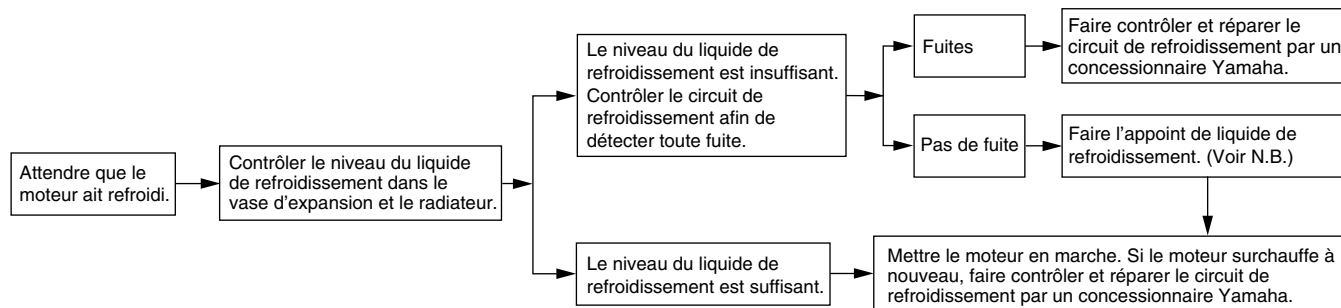 Attendre que le
moteur ait refroidi.
Contrôler le niveau du liquide
de refroidissement dans le
vase d'expansion et le radiateur.
Le niveau du liquide de
refroidissement est insuffisant.
Contrôler le circuit de
refroidissement afin de
détecter toute fuite.
Fuites
Faire contrôler et réparer le
circuit de refroidissement par un
concessionnaire Yamaha.
Pas de fuite
Faire l’appoint de liquide de
refroidissement. (Voir N.B.)
Le niveau du liquide de
refroidissement est suffisant.
Mettre le moteur en marche. Si le moteur surchauffe à
nouveau, faire contrôler et réparer le circuit de
refroidissement par un concessionnaire Yamaha.